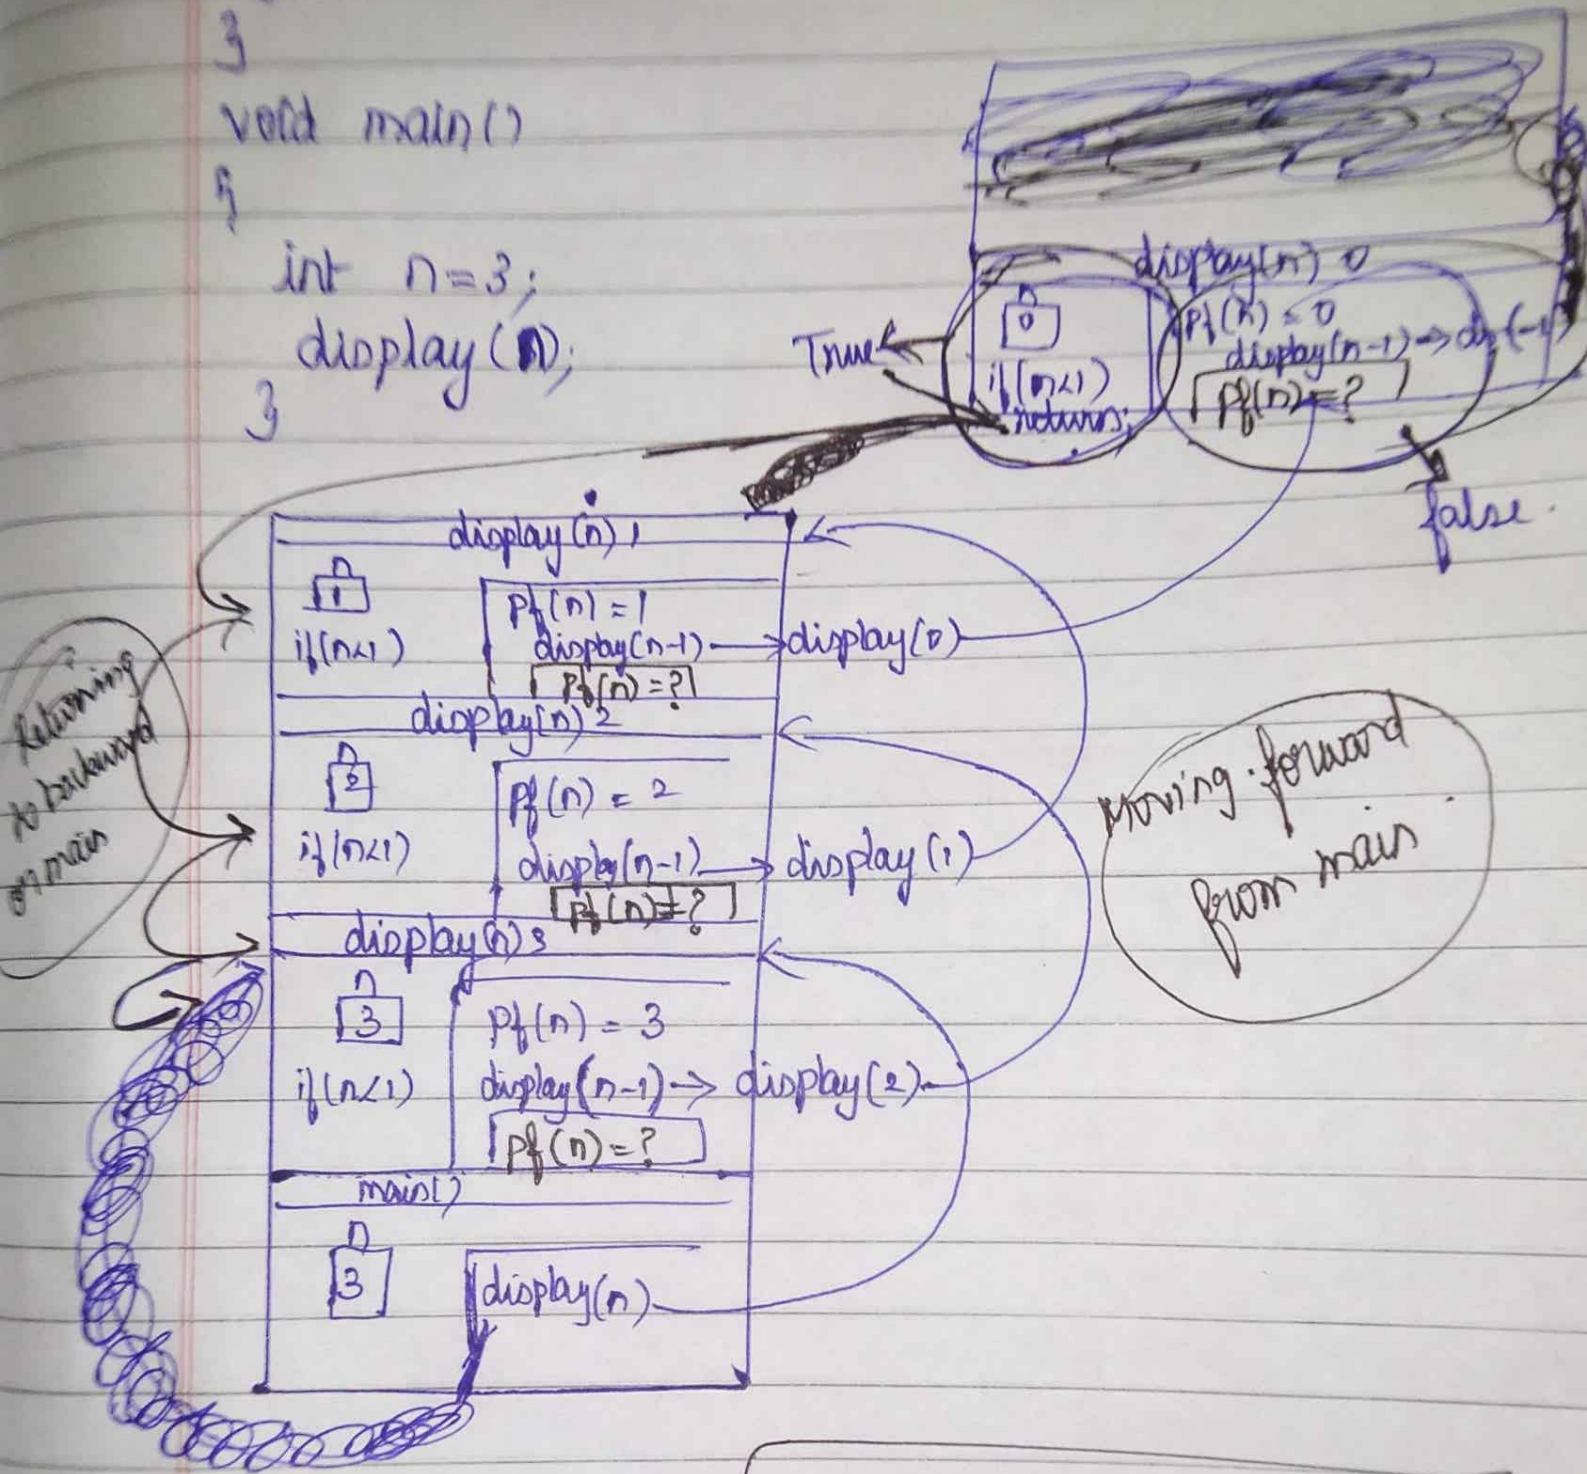 }
void main()
{
int n=3;
display(n);
}
display(n) 0
n
0
if(n<1)
return;
True
pf(n) = 0
display(n-1) → dis(-1)
pf(n)=?
false.
display(n) 1
n
1
if(n<1)
pf(n) = 1
display(n-1) → display(0)
pf(n)=?
display(n) 2
n
2
if(n<1)
pf(n) = 2
display(n-1) → display(1)
pf(n)=?
display(n) 3
n
3
if(n<1)
pf(n) = 3
display(n-1) → display(2)
pf(n)=?
main()
n
3
display(n)
Returning
to backward
on main
Moving forward
from main